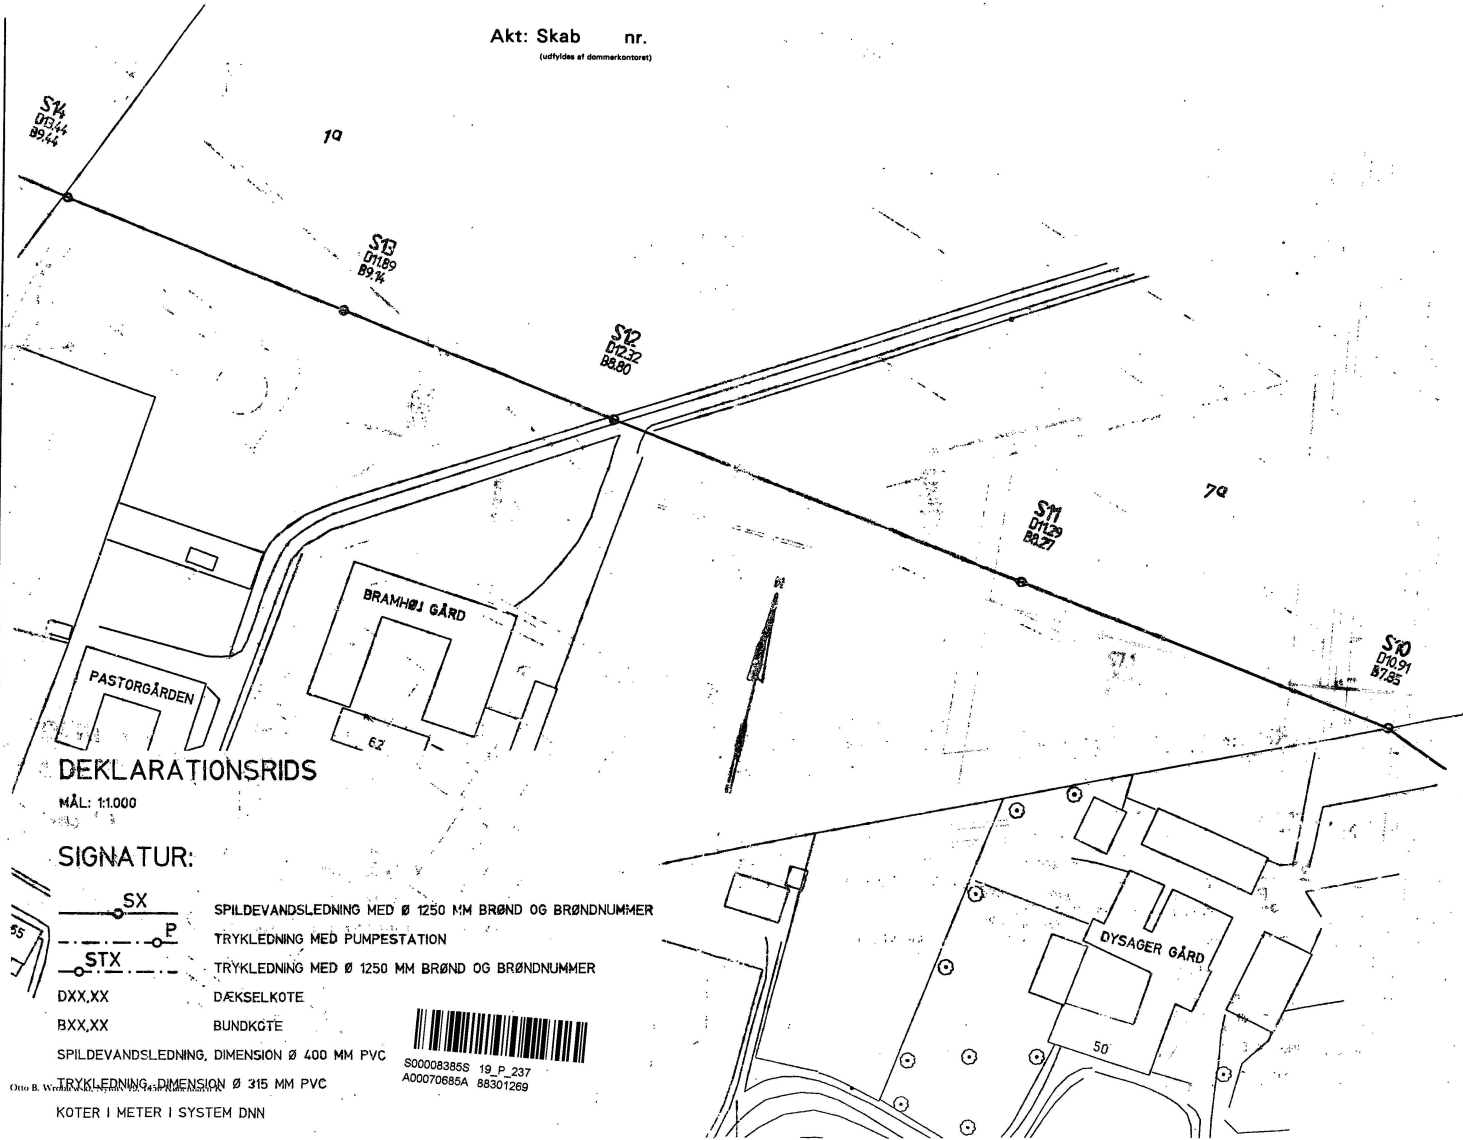 Akt: Skab nr.
(udfyldes af dommerkontoret)
S14
D13.44
B9.44
1a
S13
D11.89
B9.14
S12
D12.32
B8.80
7a
S11
D11.29
B8.27
S10
D10.91
B7.85
BRAMHØJ GÅRD
PASTORGÅRDEN
62
DEKLARATIONSRIDS
MÅL: 1:1.000
SIGNATUR:
SX SPILDEVANDSLEDNING MED Ø 1250 MM BRØND OG BRØNDNUMMER
P TRYKLEDNING MED PUMPESTATION
STX TRYKLEDNING MED Ø 1250 MM BRØND OG BRØNDNUMMER
DXX,XX DÆKSELKOTE
BXX,XX BUNDKOTE
SPILDEVANDSLEDNING, DIMENSION Ø 400 MM PVC
TRYKLEDNING, DIMENSION Ø 315 MM PVC
KOTER I METER I SYSTEM DNN
Otto B.
55
S00008385S 19_P_237
A00070685A 88301269
DYSAGER GÅRD
50